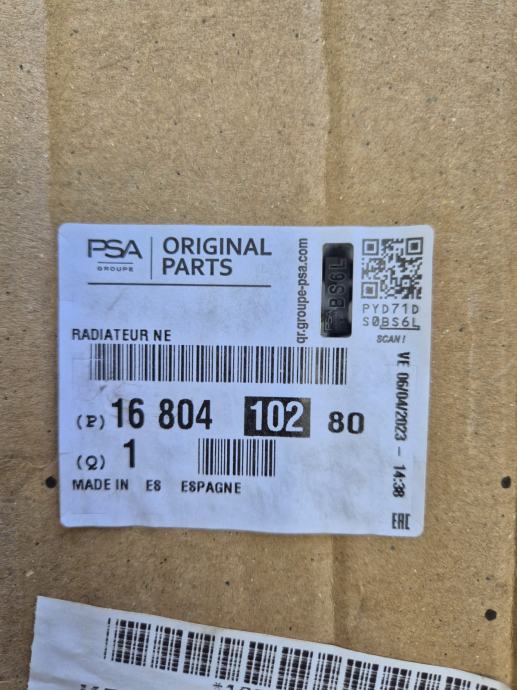 PSA
GROUPE
ORIGINAL
PARTS
qr.groupe-psa.com
PSA
BS6L
PYD71D
S0BS6L
SCAN!
RADIATEUR NE
(P) 16 804 102 80
(Q) 1
MADE IN ES ESPAGNE
VE 06/04/2023 - 14:38
EAC